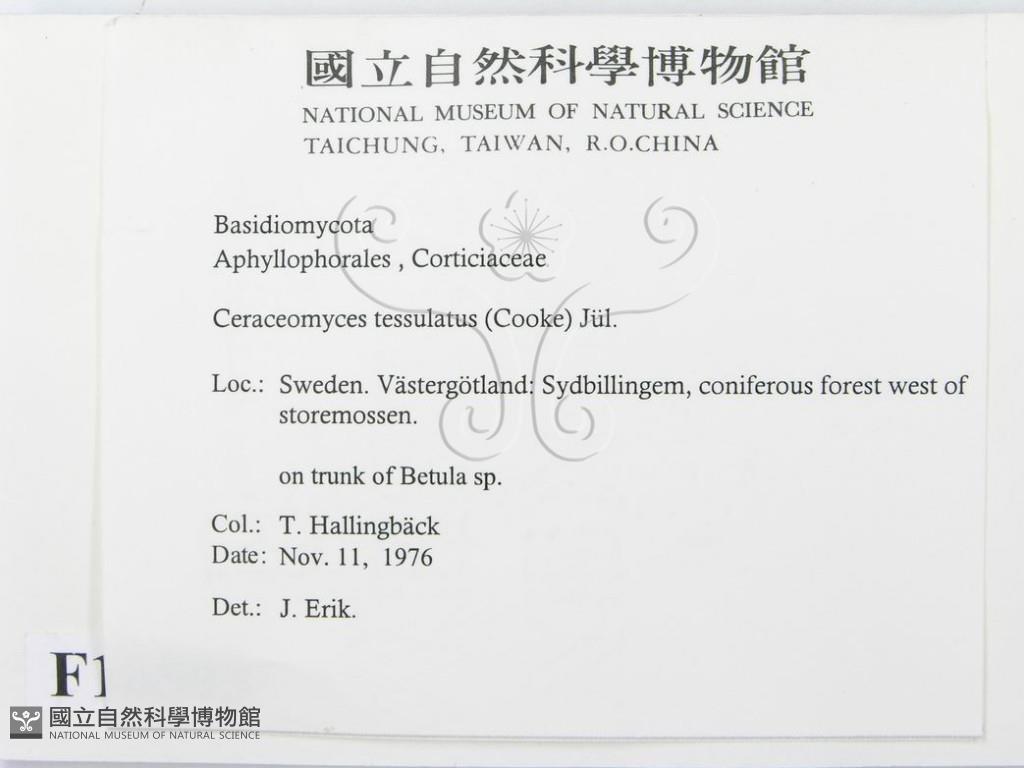 國立自然科學博物館
NATIONAL MUSEUM OF NATURAL SCIENCE
TAICHUNG, TAIWAN, R.O.CHINA
Basidiomycota
Aphyllophorales , Corticiaceae
Ceraceomyces tessulatus (Cooke) Jül.
Loc.: Sweden. Västergötland: Sydbillingem, coniferous forest west of
storemossen.
on trunk of Betula sp.
Col.: T. Hallingbäck
Date: Nov. 11, 1976
Det.: J. Erik.
F1
國立自然科學博物館
NATIONAL MUSEUM OF NATURAL SCIENCE